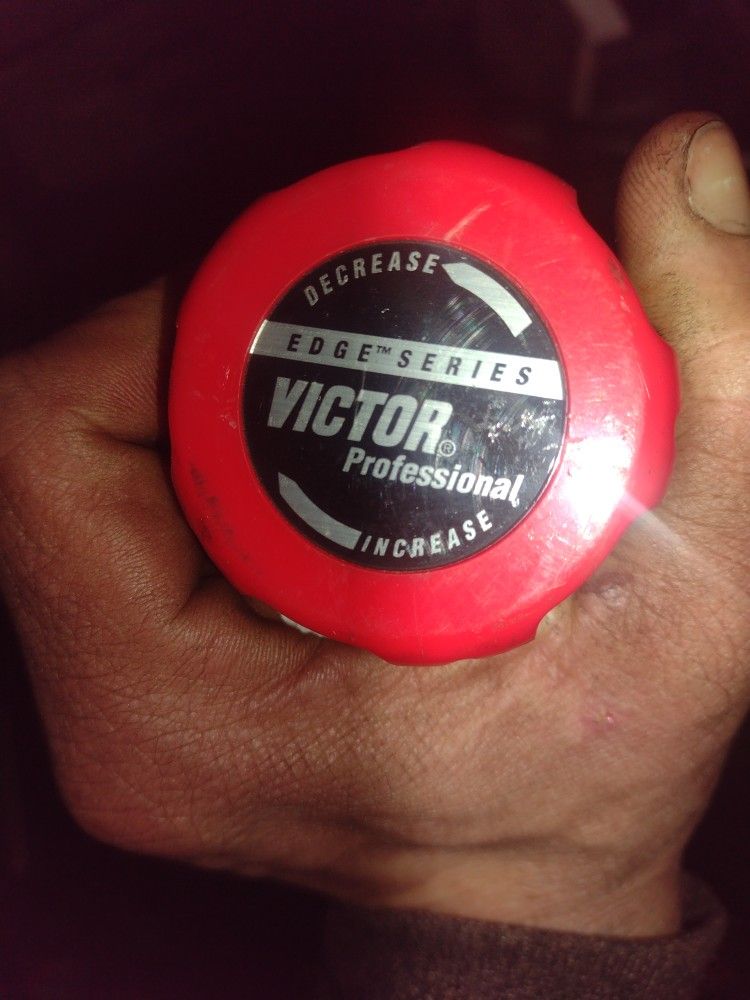 DECREASE
EDGE™ SERIES
VICTOR®
Professional
INCREASE